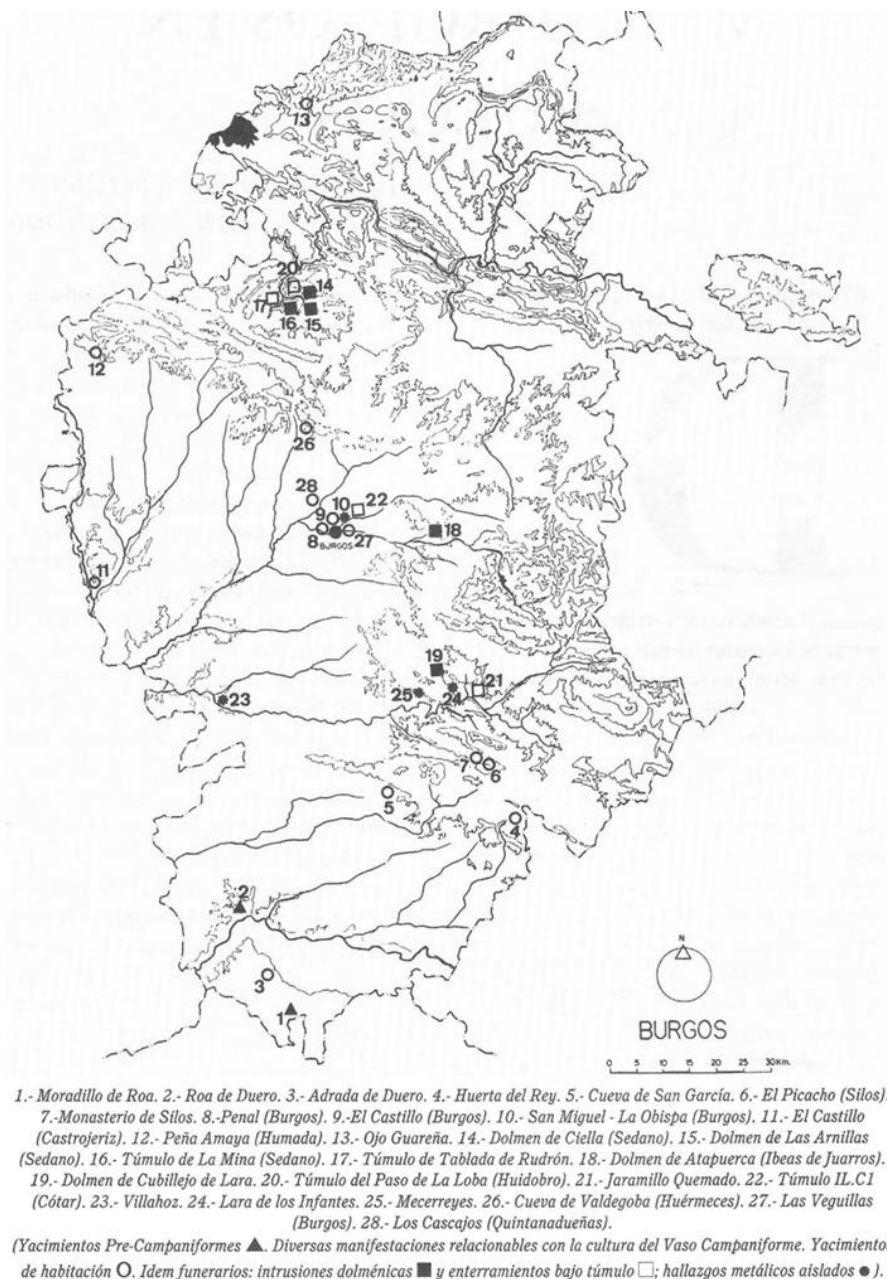 13
20
14
17
16
15
12
26
28
10
22
9
18
8
BURGOS
27
11
19
21
25
24
23
7
6
5
4
2
3
1
N
BURGOS
0 5 10 20 30Km.
1.- Moradillo de Roa. 2.- Roa de Duero. 3.- Adrada de Duero. 4.- Huerta del Rey. 5.- Cueva de San García. 6.- El Picacho (Silos).
7.-Monasterio de Silos. 8.-Penal (Burgos). 9.-El Castillo (Burgos). 10.- San Miguel - La Obispa (Burgos). 11.- El Castillo
(Castrojeriz). 12.- Peña Amaya (Humada). 13.- Ojo Guareña. 14.- Dolmen de Ciella (Sedano). 15.- Dolmen de Las Arnillas
(Sedano). 16.- Túmulo de La Mina (Sedano). 17.- Túmulo de Tablada de Rudrón. 18.- Dolmen de Atapuerca (Ibeas de Juarros).
19.- Dolmen de Cubillejo de Lara. 20.- Túmulo del Paso de La Loba (Huidobro). 21.- Jaramillo Quemado. 22.- Túmulo IL.C1
(Cótar). 23.- Villahoz. 24.- Lara de los Infantes. 25.- Mecerreyes. 26.- Cueva de Valdegoba (Huérmeces). 27.- Las Veguillas
(Burgos). 28.- Los Cascajos (Quintanadueñas).
(Yacimientos Pre-Campaniformes ▲. Diversas manifestaciones relacionables con la cultura del Vaso Campaniforme. Yacimientos
de habitación O. Idem funerarios: intrusiones dolménicas ■ y enterramientos bajo túmulo □; hallazgos metálicos aislados ● ).